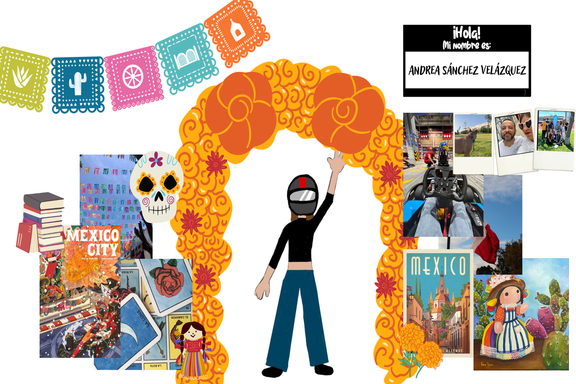 ¡Hola!
Mi nombre es:
ANDREA SÁNCHEZ VELÁZQUEZ
MEXICO
CITY
MEXICO